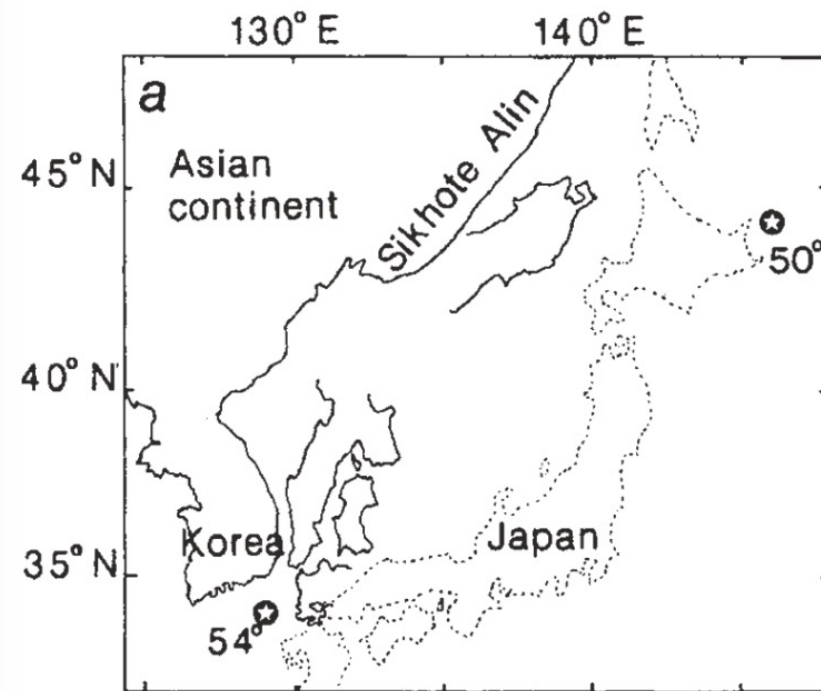 130° E
140° E
a
45° N
Asian
continent
Sikhote Alin
50°
40° N
35° N
Korea
Japan
54°